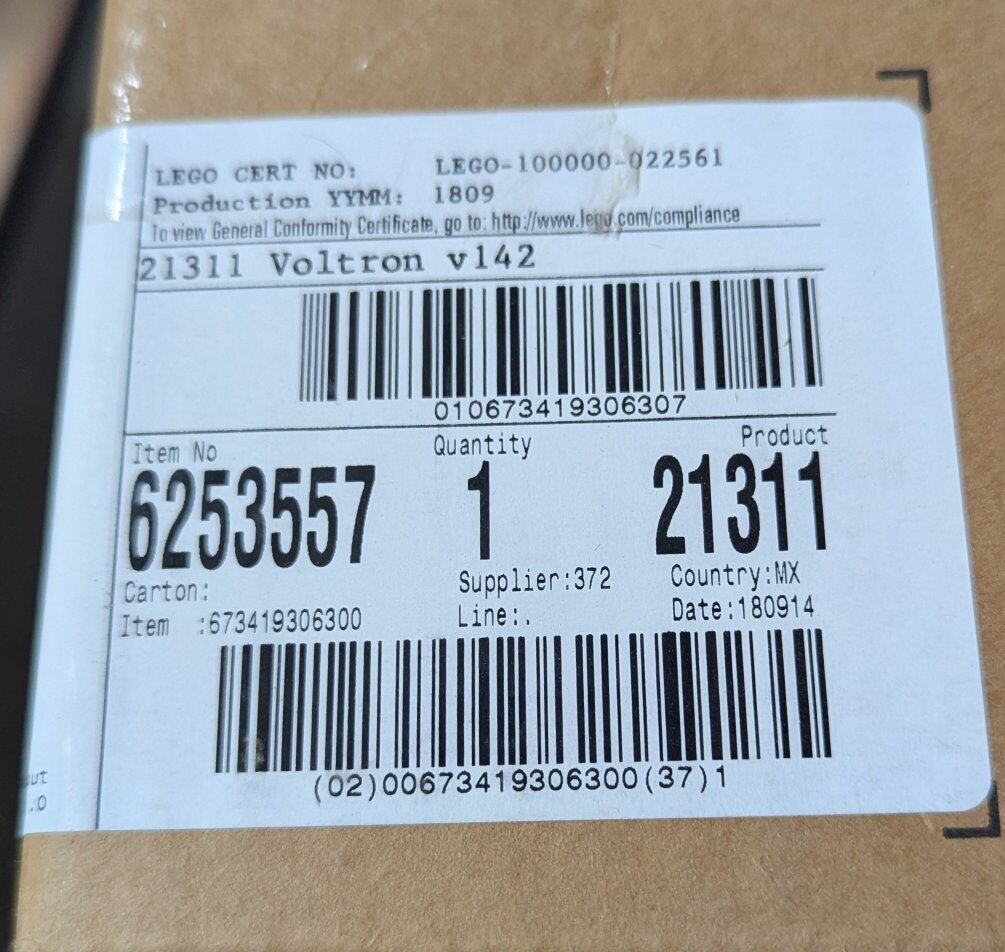 LEGO CERT NO: LEGO-100000-022561
Production YYMM: 1809
To view General Conformity Certificate, go to: http://www.lego.com/compliance
21311 Voltron v142
010673419306307
Item No Quantity Product
6253557 1 21311
Carton: Supplier:372 Country:MX
Item :673419306300 Line:. Date:180914
(02)00673419306300(37)1